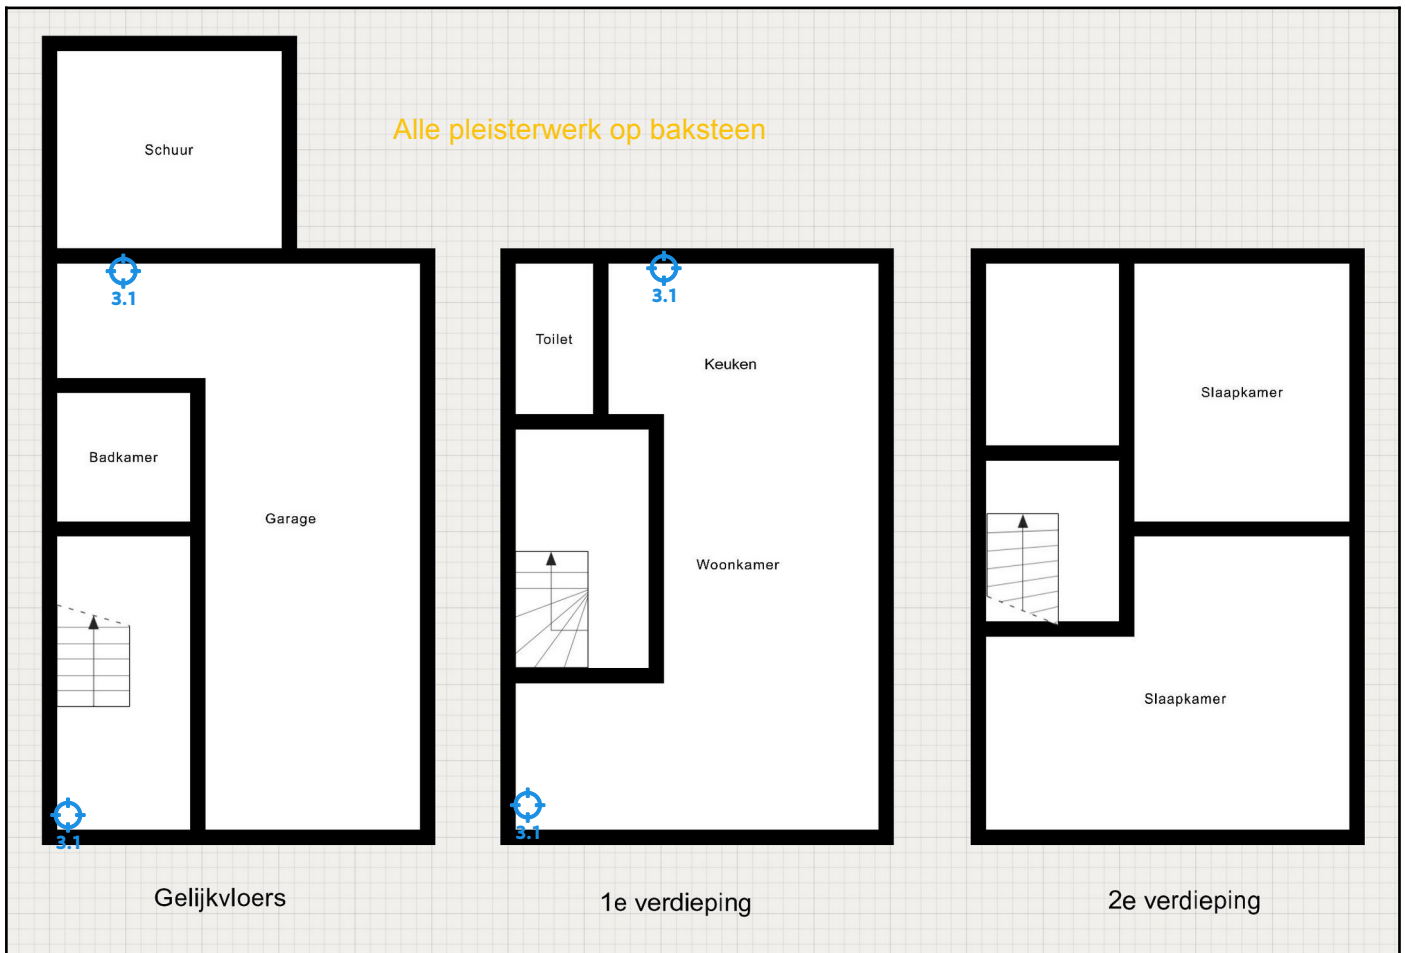 Alle pleisterwerk op baksteen
Schuur
3.1
Badkamer
Garage
3.1
Gelijkvloers
3.1
Toilet
Keuken
Woonkamer
3.1
1e verdieping
Slaapkamer
Slaapkamer
2e verdieping